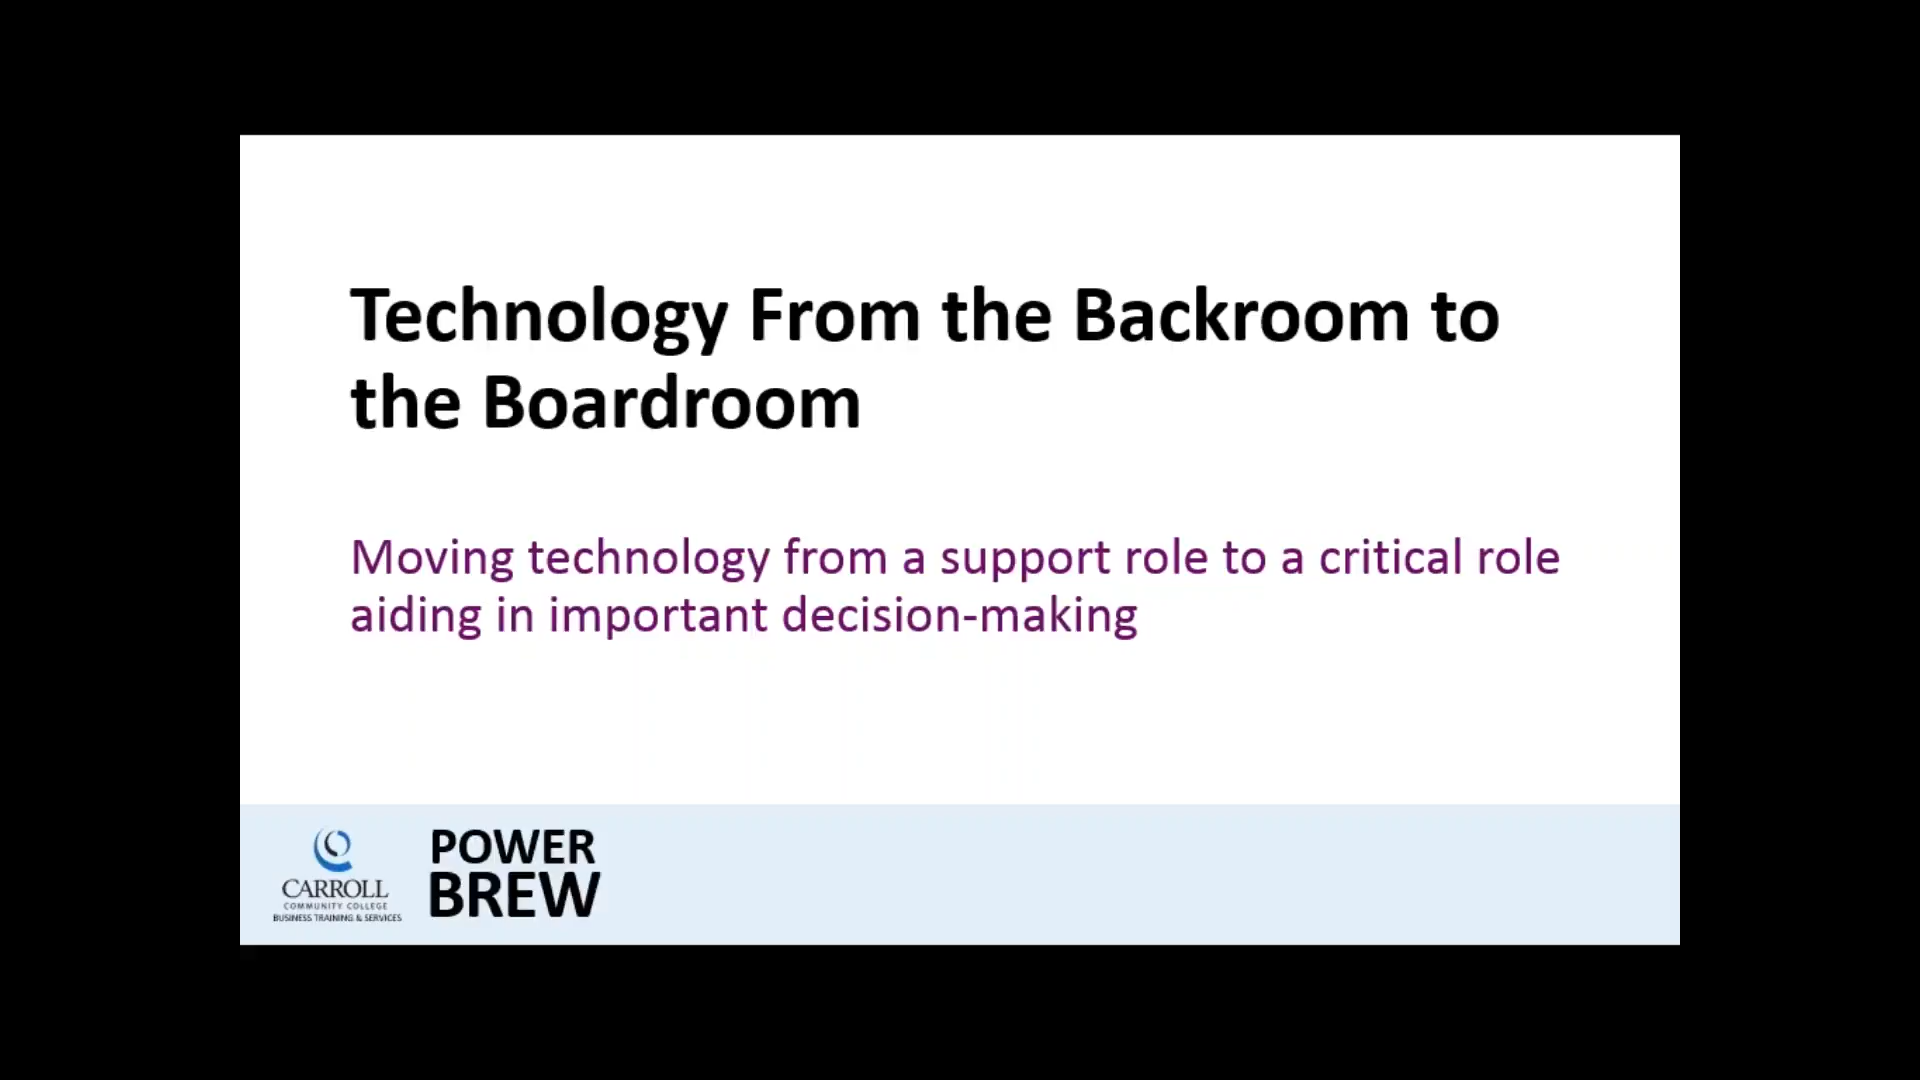 Technology From the Backroom to
the Boardroom
Moving technology from a support role to a critical role
aiding in important decision-making
CARROLL
COMMUNITY COLLEGE
BUSINESS TRAINING & SERVICES
POWER
BREW